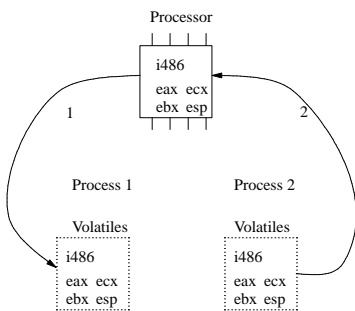 Processor
i486
eax ecx
ebx esp
1
2
Process 1
Process 2
Volatiles
Volatiles
i486
eax ecx
ebx esp
i486
eax ecx
ebx esp